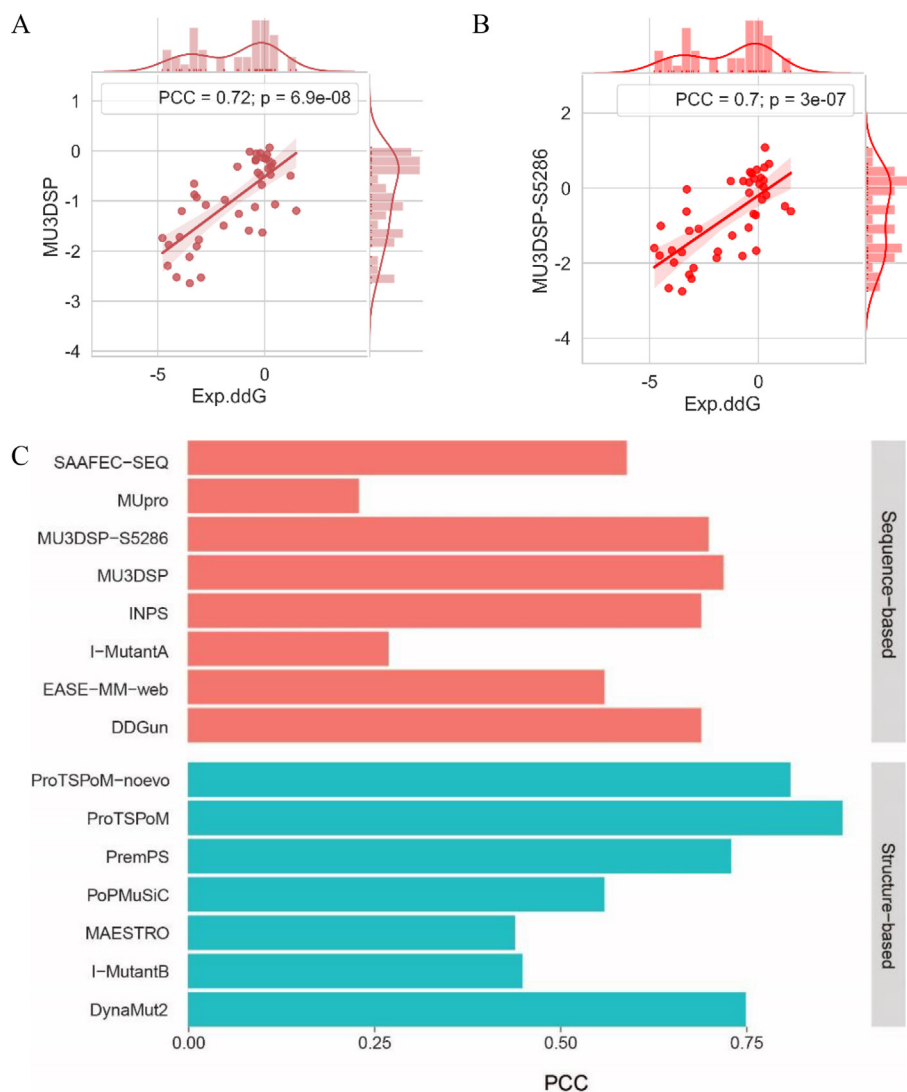 A
PCC = 0.72; p = 6.9e-08
MU3DSP
1
0
-1
-2
-3
-4
-5
0
Exp.ddG
B
PCC = 0.7; p = 3e-07
MU3DSP-S5286
2
0
-2
-4
-5
0
Exp.ddG
C
SAAFEC−SEQ
MUpro
MU3DSP−S5286
MU3DSP
INPS
I−MutantA
EASE−MM−web
DDGun
Sequence−based
ProTSPoM−noevo
ProTSPoM
PremPS
PoPMuSiC
MAESTRO
I−MutantB
DynaMut2
Structure−based
0.00
0.25
0.50
0.75
PCC